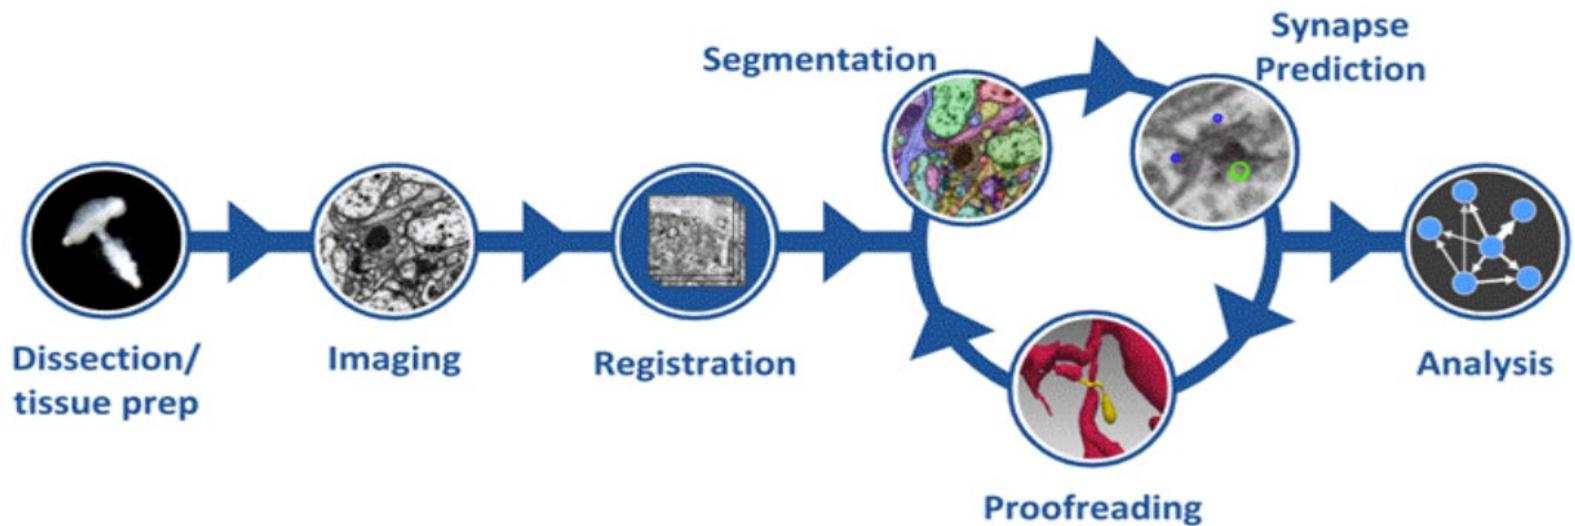 Dissection/
tissue prep
Imaging
Registration
Segmentation
Synapse
Prediction
Proofreading
Analysis